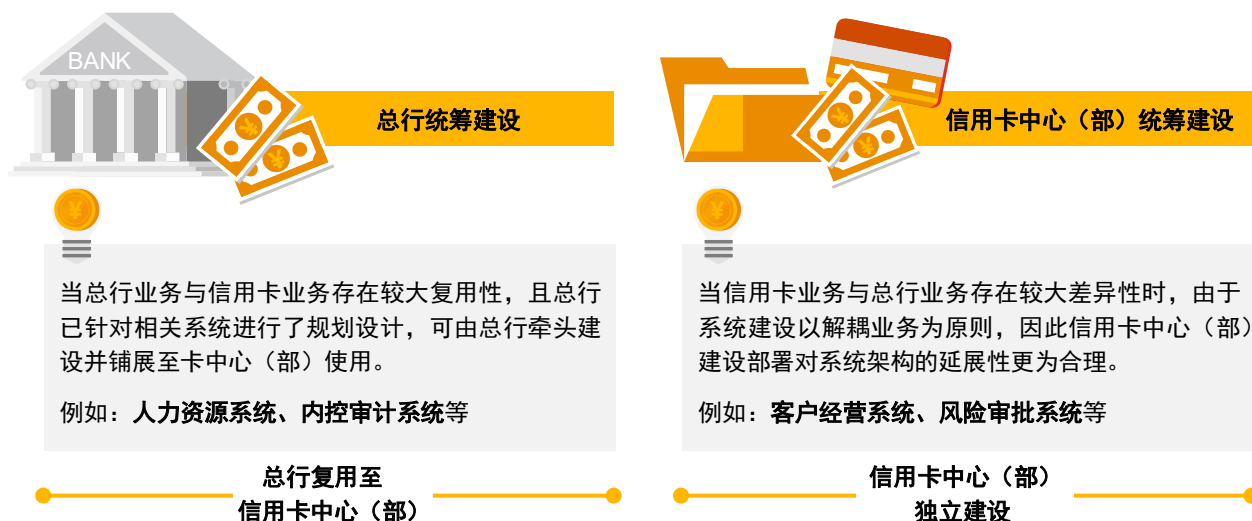 BANK
总行统筹建设
当总行业务与信用卡业务存在较大复用性，且总行
已针对相关系统进行了规划设计，可由总行牵头建
设并铺展至卡中心（部）使用。
例如：人力资源系统、内控审计系统等
总行复用至
信用卡中心（部）
信用卡中心（部）统筹建设
当信用卡业务与总行业务存在较大差异性时，由于
系统建设以解耦业务为原则，因此信用卡中心（部）
建设部署对系统架构的延展性更为合理。
例如：客户经营系统、风险审批系统等
信用卡中心（部）
独立建设